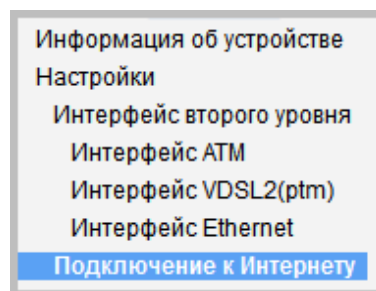 Информация об устройстве
Настройки
Интерфейс второго уровня
Интерфейс ATM
Интерфейс VDSL2(ptm)
Интерфейс Ethernet
Подключение к Интернету